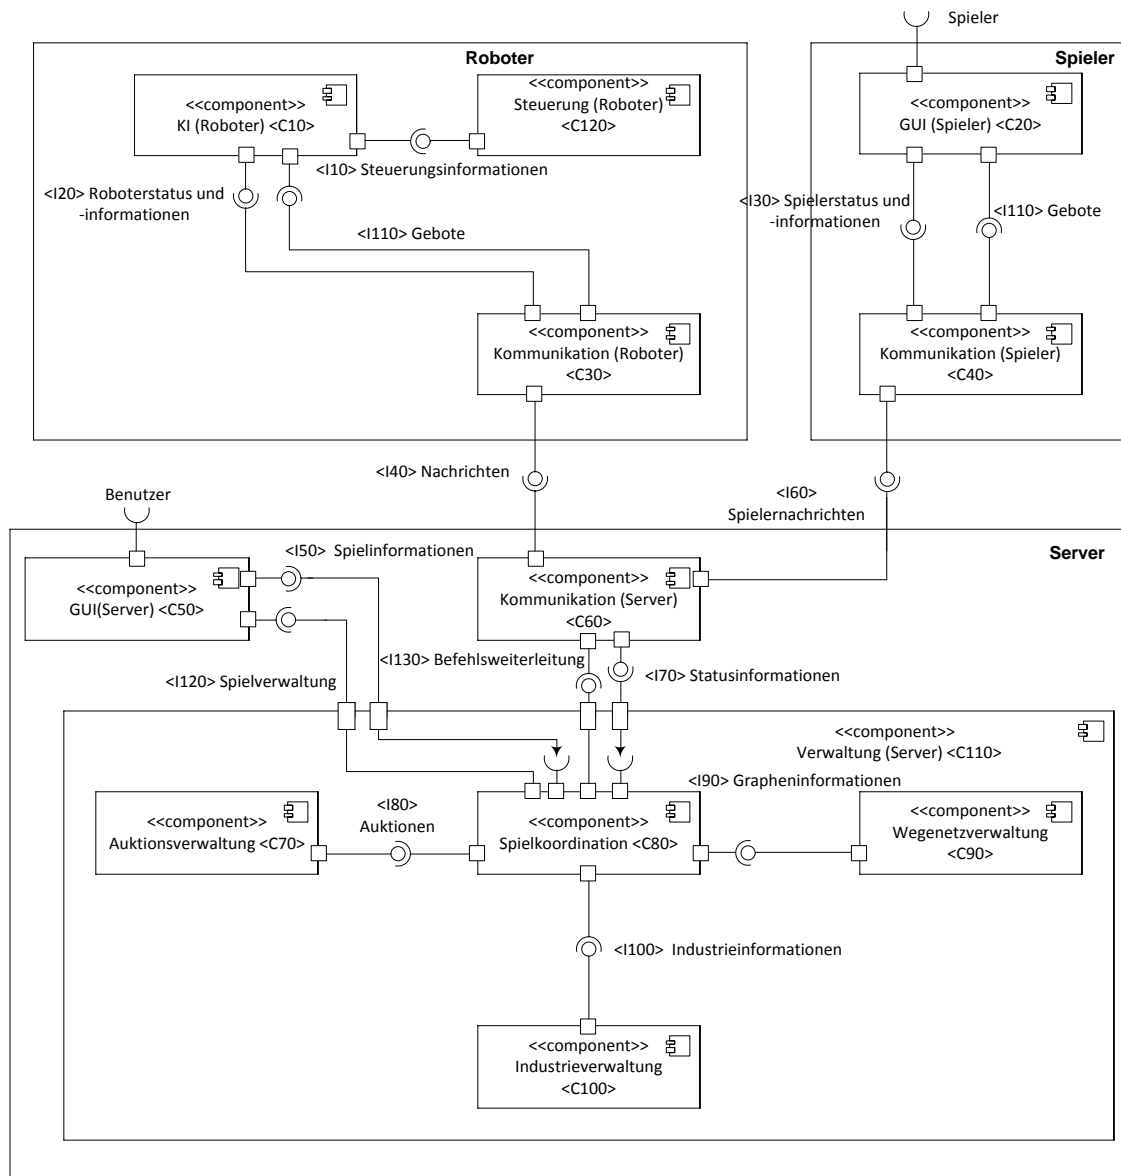 Spieler
Roboter
Spieler
<<component>>
KI (Roboter) <C10>
<<component>>
Steuerung (Roboter)
<C120>
<<component>>
GUI (Spieler) <C20>
<I10> Steuerungsinformationen
<I20> Roboterstatus und
-informationen
<I110> Gebote
<I30> Spielerstatus und
-informationen
<I110> Gebote
<<component>>
Kommunikation (Roboter)
<C30>
<<component>>
Kommunikation (Spieler)
<C40>
<I40> Nachrichten
<I60>
Spielernachrichten
Benutzer
Server
<I50> Spielinformationen
<<component>>
GUI(Server) <C50>
<<component>>
Kommunikation (Server)
<C60>
<I130> Befehlsweiterleitung
<I120> Spielverwaltung
<I70> Statusinformationen
<<component>>
Verwaltung (Server) <C110>
<I90> Grapheninformationen
<<component>>
Auktionsverwaltung <C70>
<I80>
Auktionen
<<component>>
Spielkoordination <C80>
<<component>>
Wegenetzverwaltung
<C90>
<I100> Industrieinformationen
<<component>>
Industrieverwaltung
<C100>